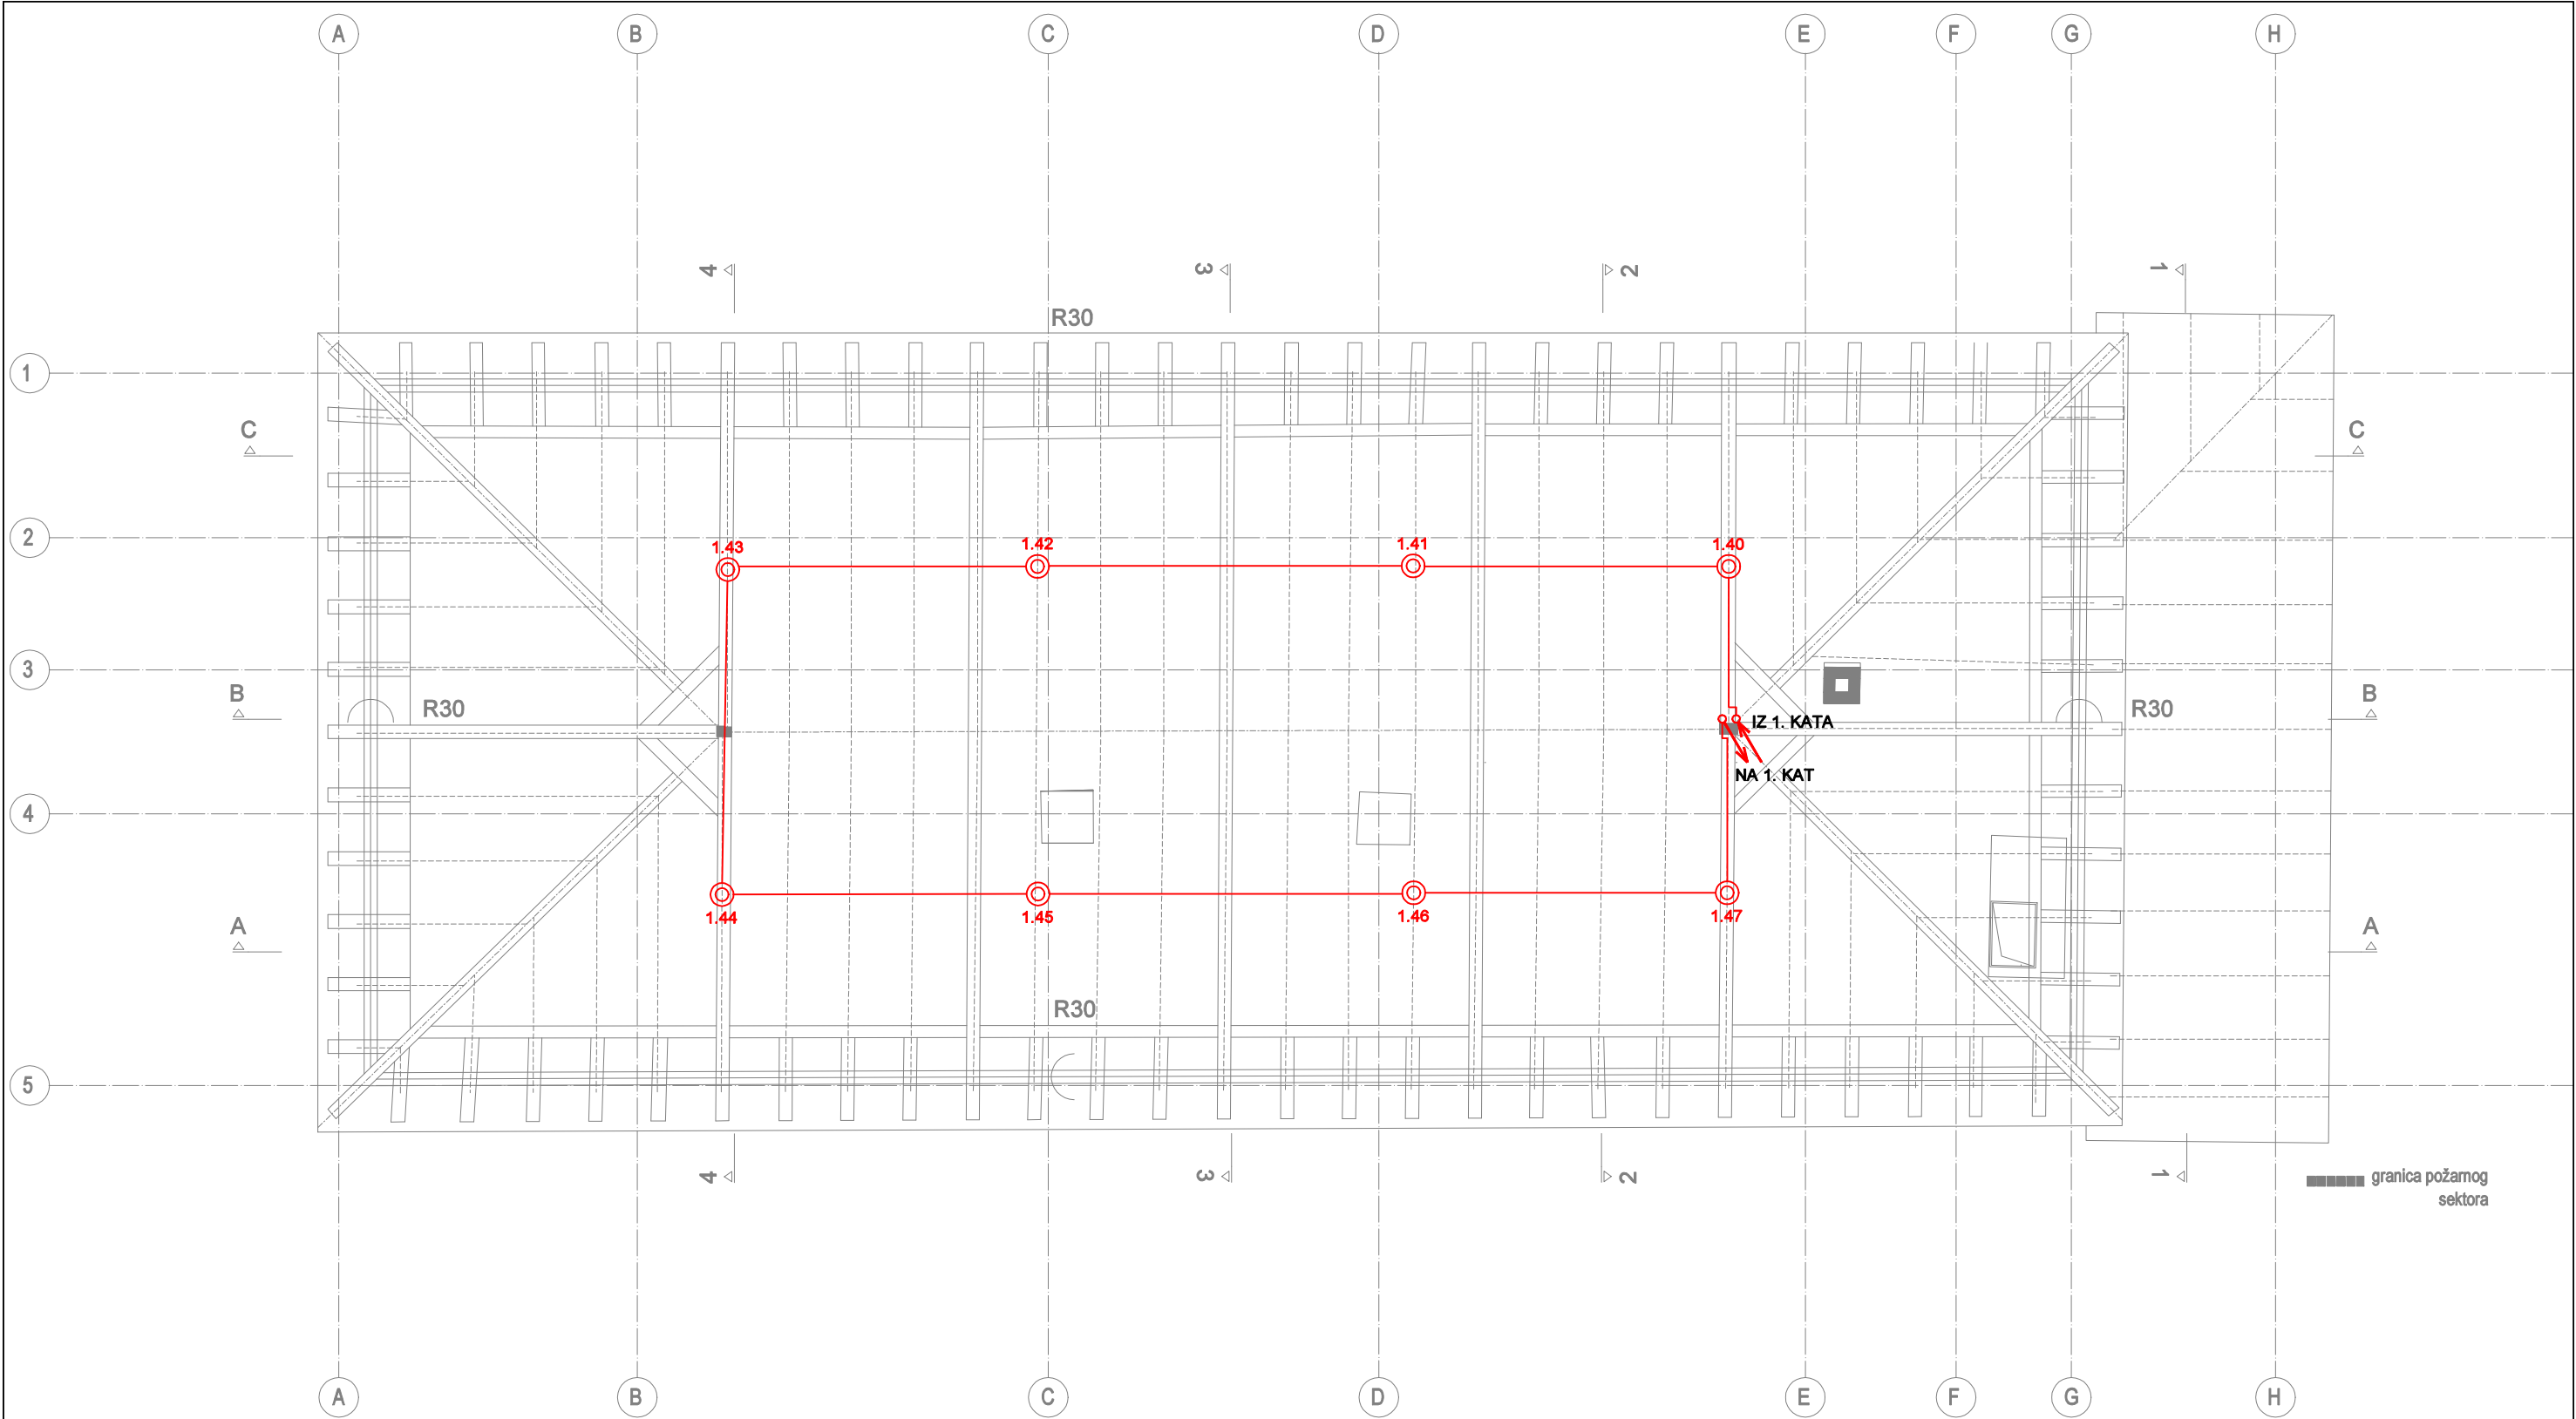 A B C D E F G H
4 3 2 1
R30
1
C C
2
1.43 1.42 1.41 1.40
3
B B
R30 R30
IZ 1. KATA
NA 1. KAT
4
1.44 1.45 1.46 1.47
A A
R30
5
4 3 2 1
granica požarnog
sektora
A B C D E F G H